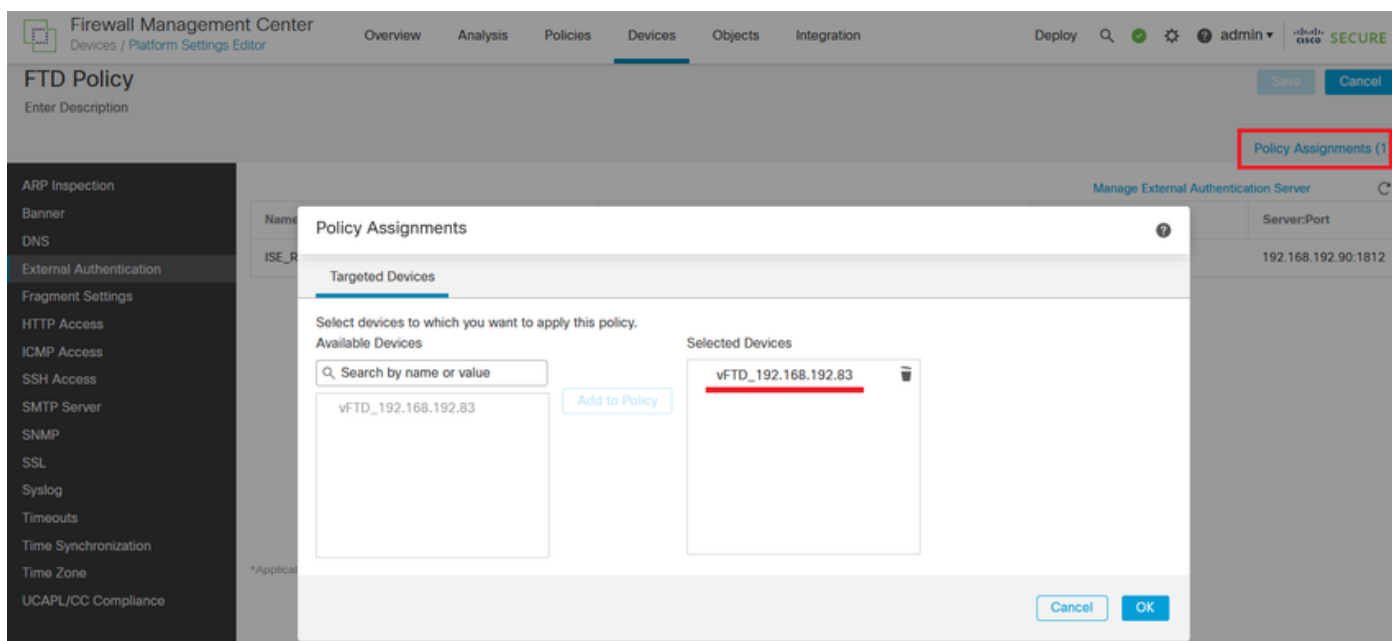 Firewall Management Center
Devices / Platform Settings Editor
Overview Analysis Policies Devices Objects Integration
Deploy admin
cisco SECURE
FTD Policy
Enter Description
Save Cancel
Policy Assignments (1
Manage External Authentication Server
ARP Inspection
Banner
DNS
External Authentication
Fragment Settings
HTTP Access
ICMP Access
SSH Access
SMTP Server
SNMP
SSL
Syslog
Timeouts
Time Synchronization
Time Zone
UCAPL/CC Compliance
Name
Server:Port
ISE_R
192.168.192.90:1812
Policy Assignments
Targeted Devices
Select devices to which you want to apply this policy.
Available Devices
Search by name or value
vFTD_192.168.192.83
Add to Policy
Selected Devices
vFTD_192.168.192.83
*Applicat
Cancel OK